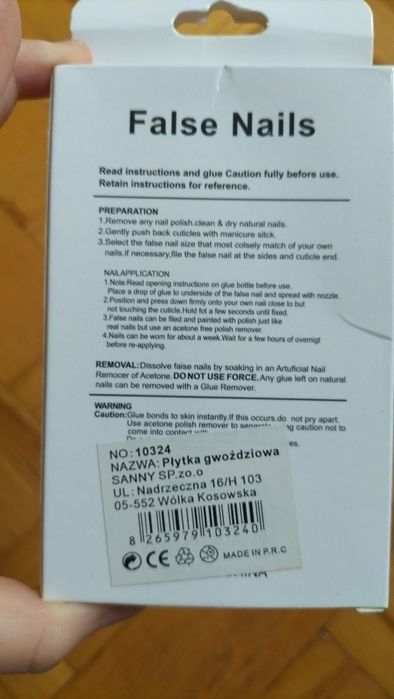 False Nails
Read instructions and glue Caution fully before use.
Retain instructions for reference.
PREPARATION
1.Remove any nail polish.clean & dry natural nails.
2.Gently push back cuticles with manicure sitck.
3.Select the false nail size that most colsely match of your own
nails.if necessary,file the false nail at the sides and cuticle end.
NAILAPPLICATION
1.Note:Read opening instructions on glue bottle before use.
Place a drop of glue to underside of the false nail and spread with nozzle.
2.Position and press down firmly onto your own nail close to but
not touching the cuticle.Hold fot a few seconds until fixed.
3.False nails can be filed and painted with polish just like
real nails but use an acetone free polish remover.
4.Nails can be worn for about a week.Wait for a few hours of overnigt
before re-applying.
REMOVAL:Dissolve false nails by soaking in an Artuficial Nail
Remocer of Acetone.DO NOT USE FORCE.Any glue left on natural
nails can be removed with a Glue Remover.
WARNING
Caution:Glue bonds to skin instantly.If this occurs.do not pry apart.
Use acetone polish remover to ng caution not to
come into contact
es.
NO:10324
NAZWA:Płytka gwoździowa
SANNY SP.zo.o
UL:Nadrzeczna 16/H 103
05-552 Wólka Kosowska
8 265979 103240
CE MADE IN P.R.C